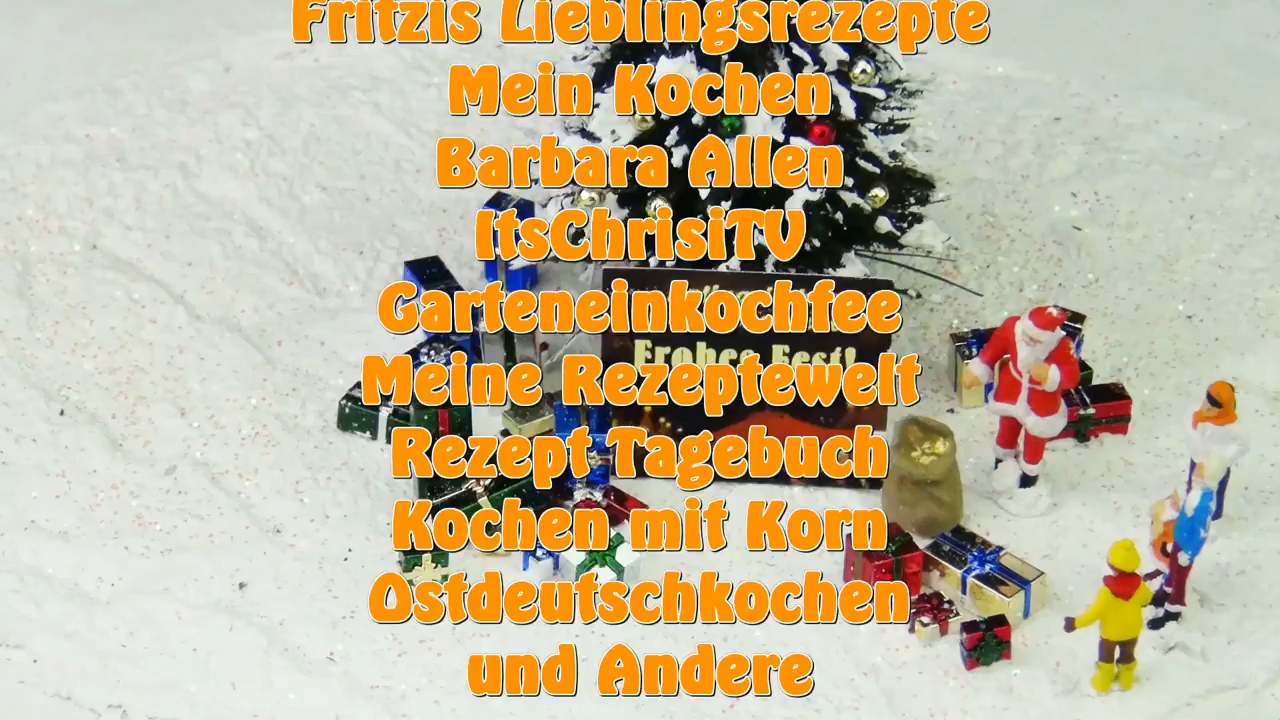 Fritzis Lieblingsrezepte
Mein Kochen
Barbara Allen
ItsChrisiTV
Garteneinkochfee
Frohes Fest!
Meine Rezeptewelt
Rezept Tagebuch
Kochen mit Korn
Ostdeutschkochen
und Andere